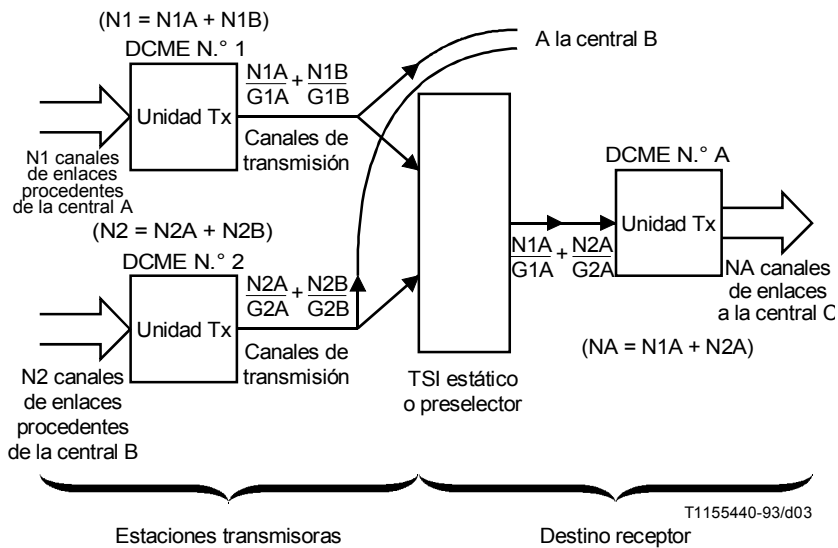 (N1 = N1A + N1B)
DCME N.° 1
Unidad Tx
N1A/G1A + N1B/G1B
Canales de
transmisión
N1 canales
de enlaces
procedentes
de la central A
A la central B
(N2 = N2A + N2B)
DCME N.° 2
Unidad Tx
N2A/G2A + N2B/G2B
Canales de
transmisión
N2 canales
de enlaces
procedentes
de la central B
TSI estático
o preselector
DCME N.° A
Unidad Tx
N1A/G1A + N2A/G2A
NA canales
de enlaces
a la central C
(NA = N1A + N2A)
T1155440-93/d03
Estaciones transmisoras
Destino receptor